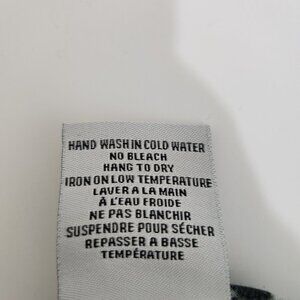 HAND WASH IN COLD WATER
NO BLEACH
HANG TO DRY
IRON ON LOW TEMPERATURE
LAVER A LA MAIN
À L'EAU FROIDE
NE PAS BLANCHIR
SUSPENDRE POUR SÉCHER
REPASSER A BASSE
TEMPÉRATURE